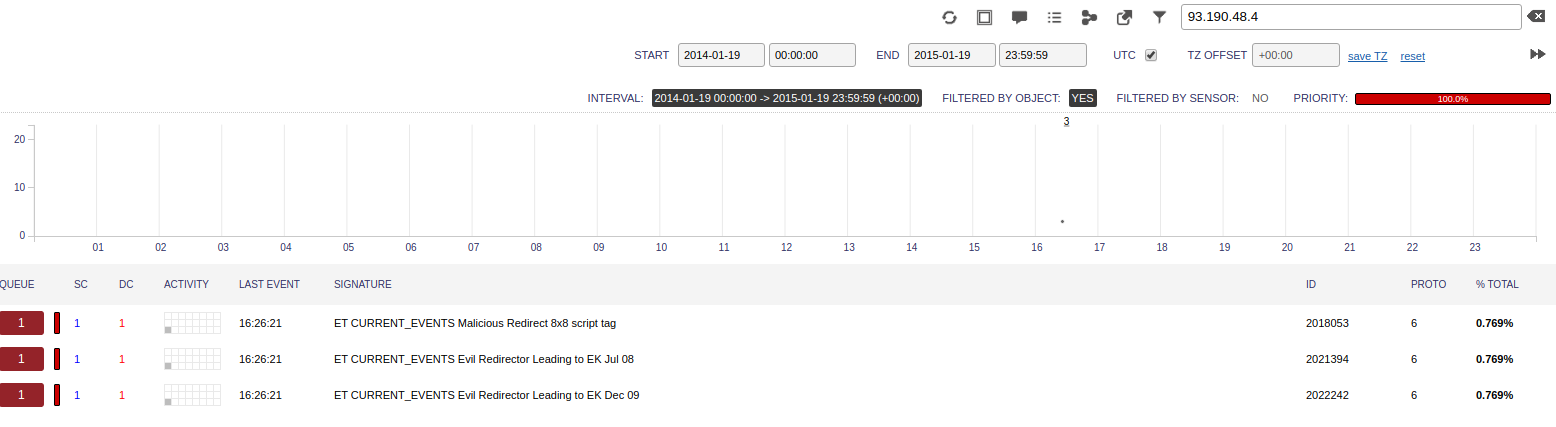 93.190.48.4
START 2014-01-19 00:00:00 END 2015-01-19 23:59:59 UTC TZ OFFSET +00:00 save TZ reset
INTERVAL: 2014-01-19 00:00:00 -> 2015-01-19 23:59:59 (+00:00) FILTERED BY OBJECT: YES FILTERED BY SENSOR: NO PRIORITY: 100.0%
3
20
10
0
01 02 03 04 05 06 07 08 09 10 11 12 13 14 15 16 17 18 19 20 21 22 23
QUEUE SC DC ACTIVITY LAST EVENT SIGNATURE ID PROTO % TOTAL
1 1 1 16:26:21 ET CURRENT_EVENTS Malicious Redirect 8x8 script tag 2018053 6 0.769%
1 1 1 16:26:21 ET CURRENT_EVENTS Evil Redirector Leading to EK Jul 08 2021394 6 0.769%
1 1 1 16:26:21 ET CURRENT_EVENTS Evil Redirector Leading to EK Dec 09 2022242 6 0.769%